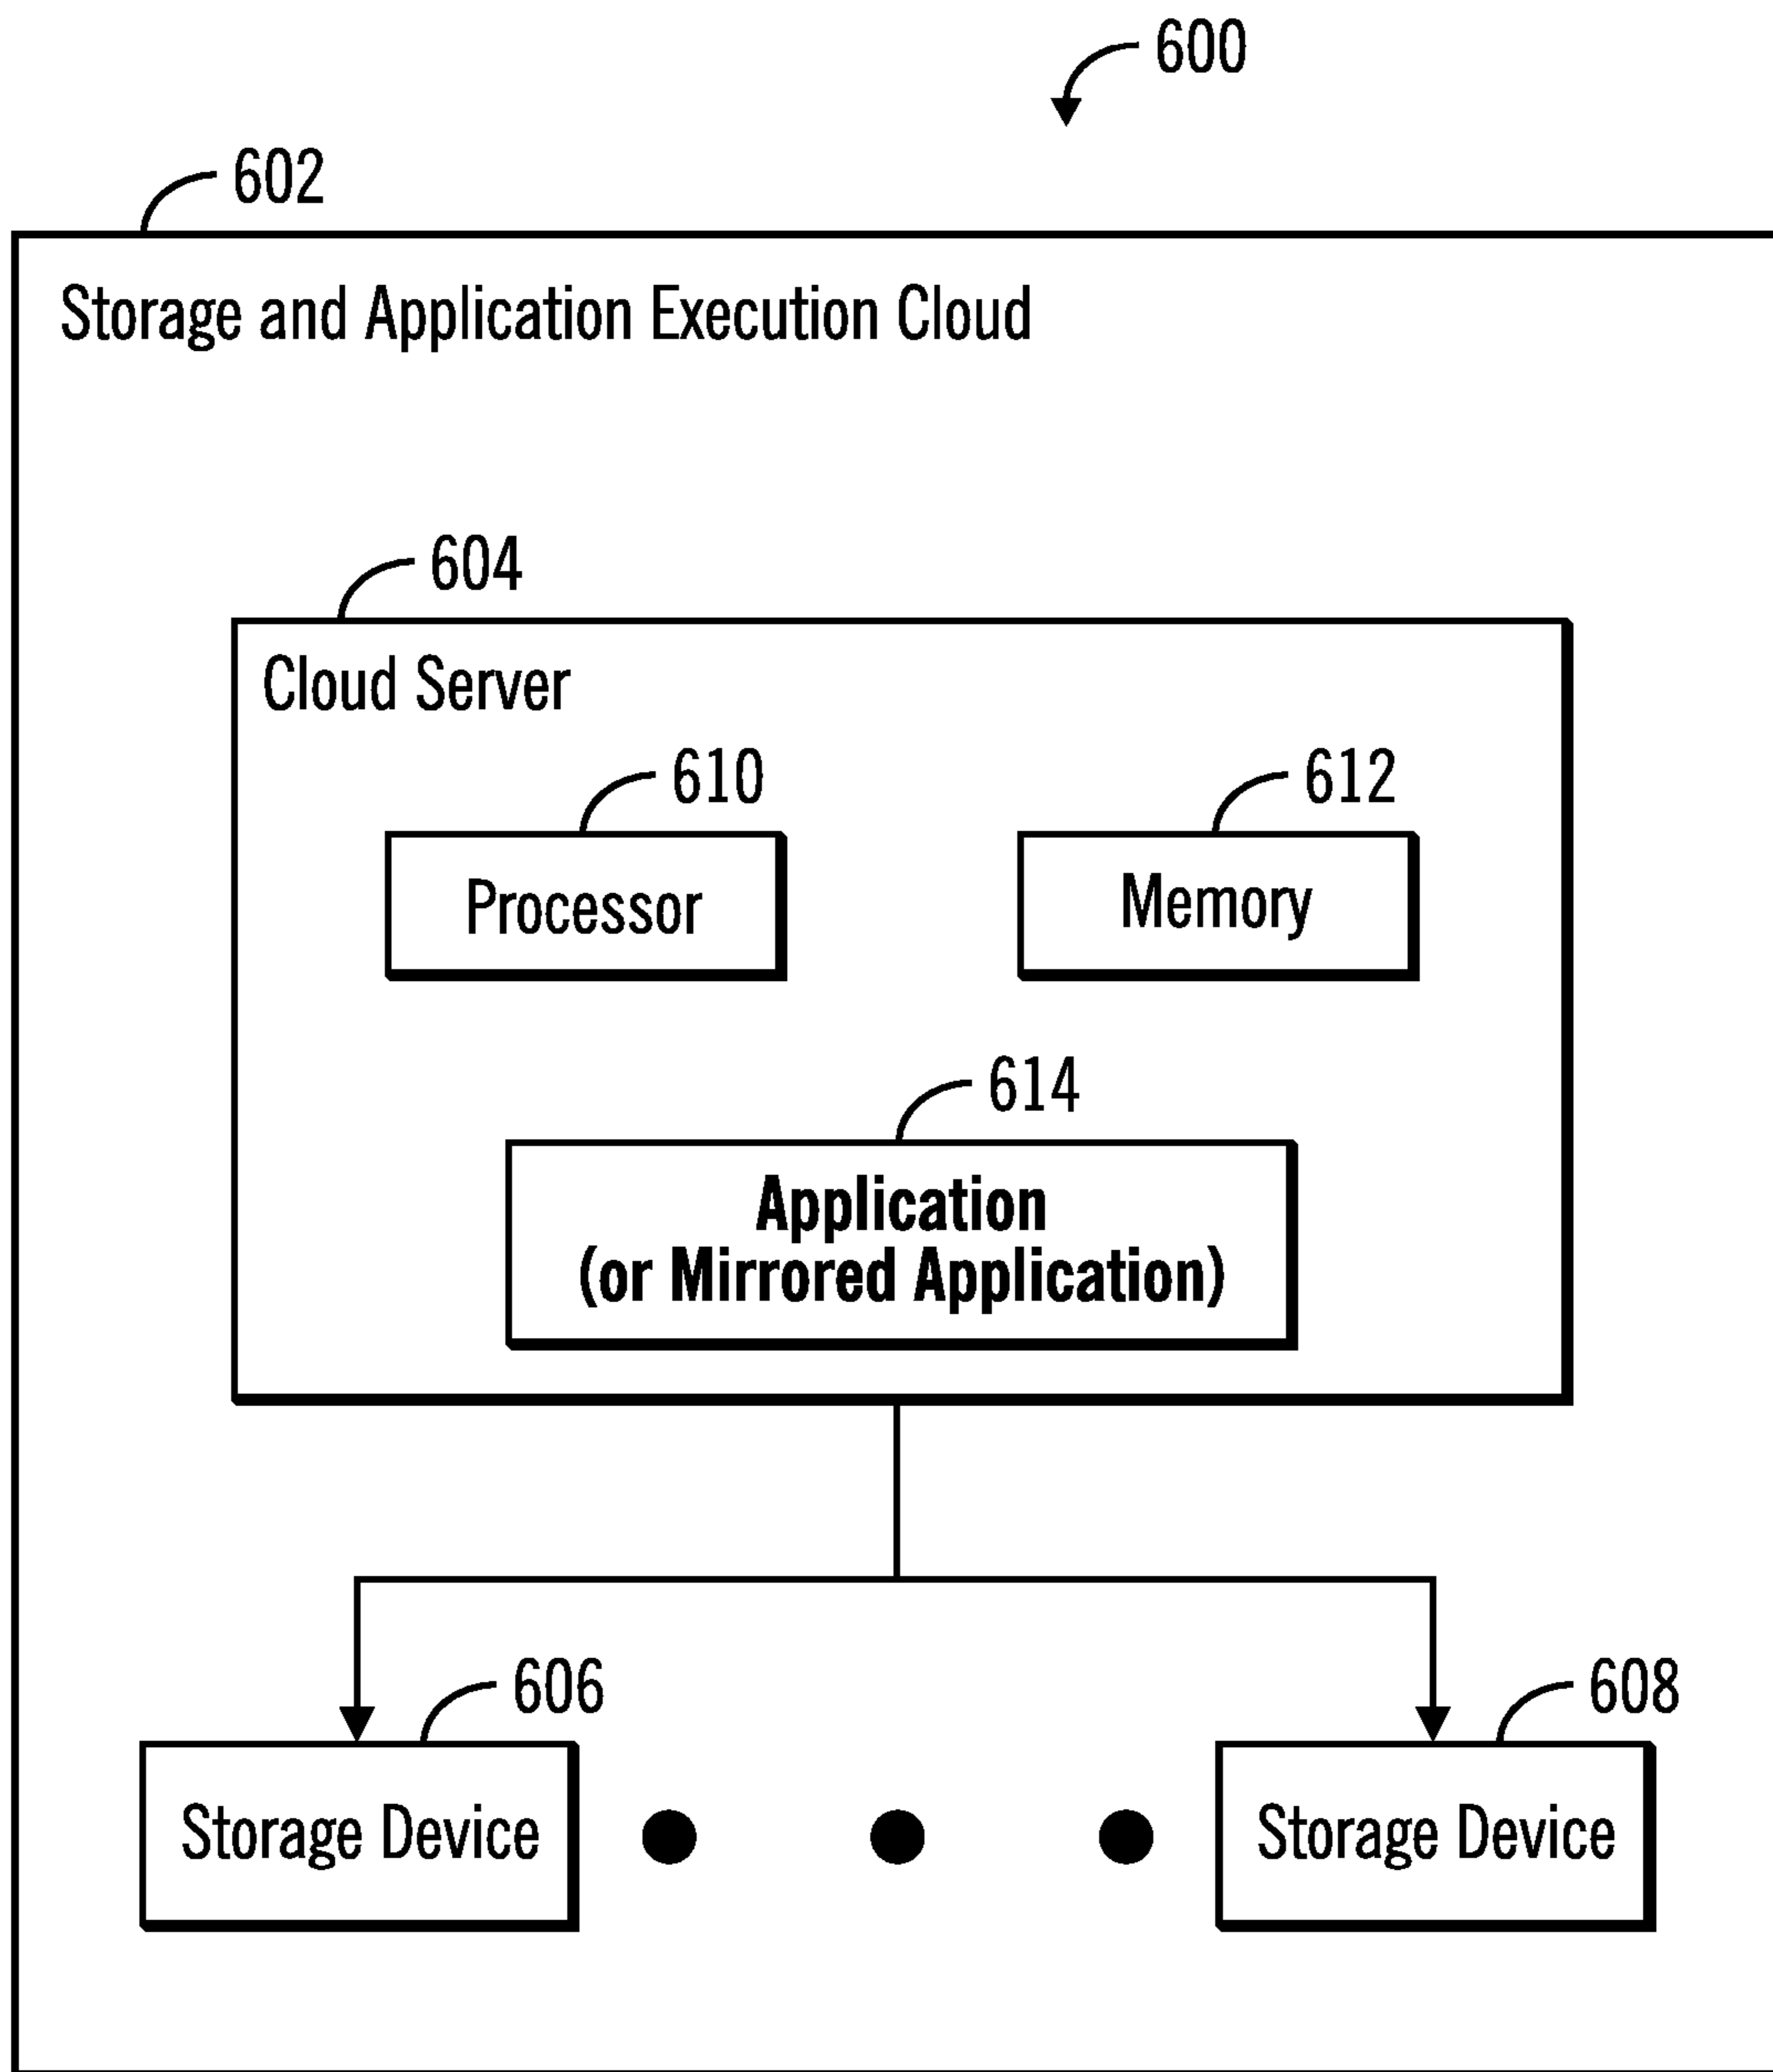 600
602
Storage and Application Execution Cloud
604
Cloud Server
610
612
Processor
Memory
614
Application
(or Mirrored Application)
606
608
Storage Device
Storage Device